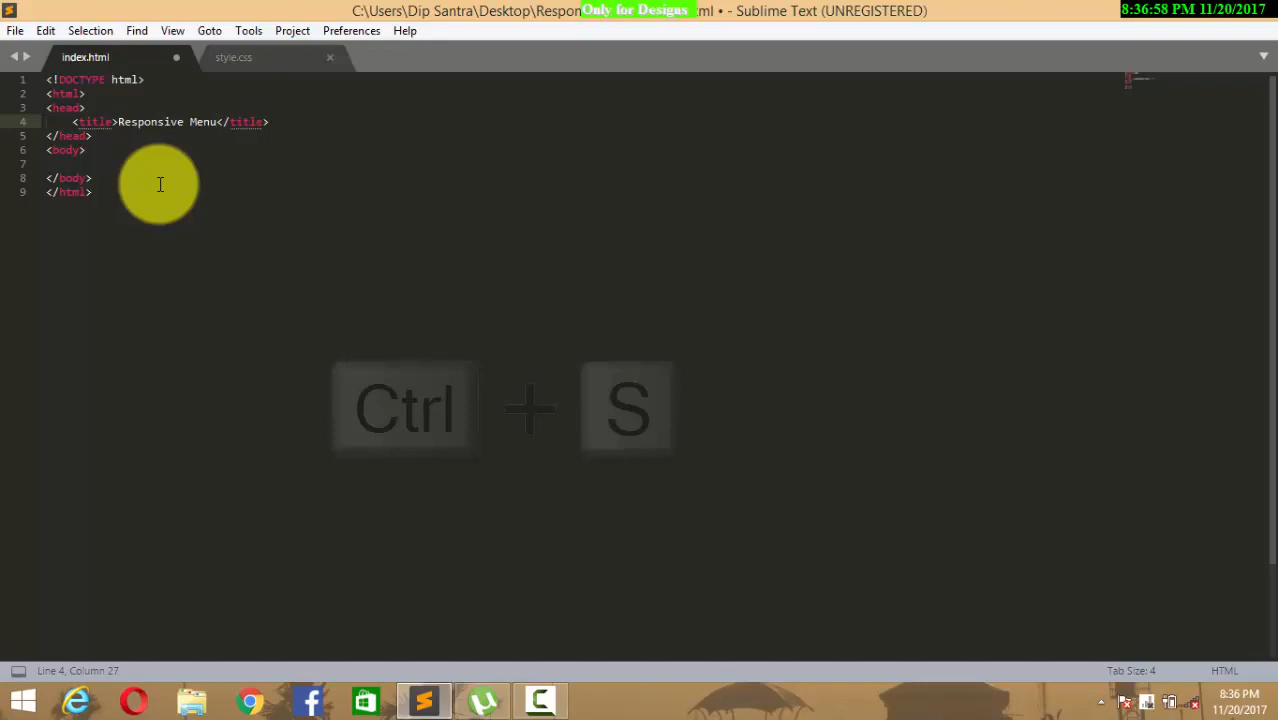 C:\Users\Dip Santra\Desktop\Respon
Only for Designs
ml • - Sublime Text (UNREGISTERED)
8:36:58 PM 11/20/2017
File Edit Selection Find View Goto Tools Project Preferences Help
index.html
style.css
1 <!DOCTYPE html>
2 <html>
3 <head>
4 <title>Responsive Menu</title>
5 </head>
6 <body>
7
8 </body>
9 </html>
Ctrl + S
Line 4, Column 27
Tab Size: 4
HTML
8:36 PM
11/20/2017